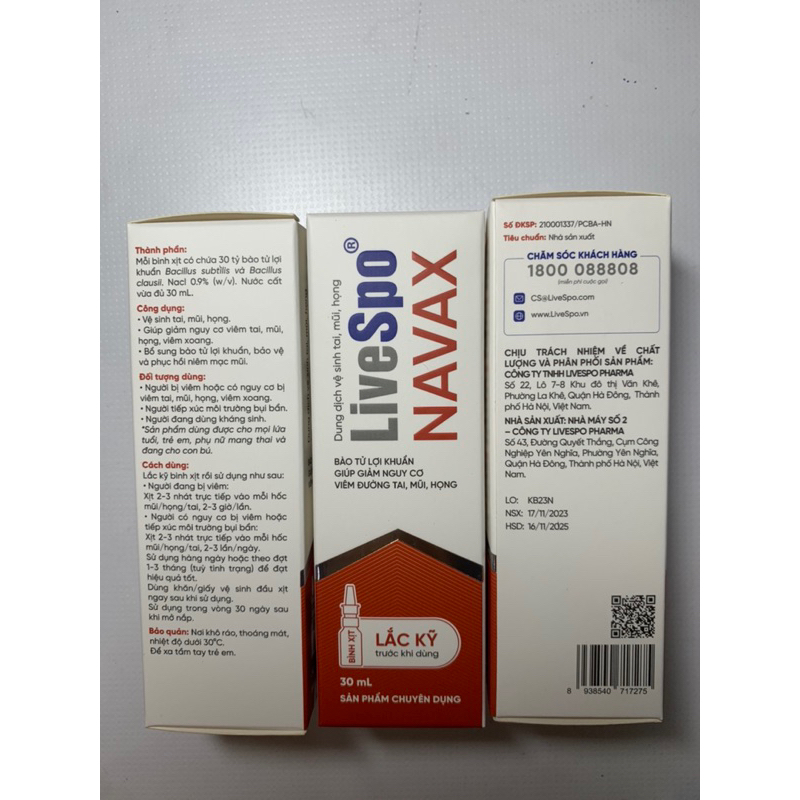 Thành phần:
Mỗi bình xịt có chứa 30 tỷ bào tử lợi
khuẩn Bacillus subtilis và Bacillus
clausii. Nacl 0.9% (w/v). Nước cất
vừa đủ 30 mL.
Công dụng:
• Vệ sinh tai, mũi, họng.
• Giúp giảm nguy cơ viêm tai, mũi,
họng, viêm xoang.
• Bổ sung bào tử lợi khuẩn, bảo vệ
và phục hồi niêm mạc mũi.
Đối tượng dùng:
• Người bị viêm hoặc có nguy cơ bị
viêm tai, mũi, họng, viêm xoang.
• Người tiếp xúc môi trường bụi bẩn.
• Người đang dùng kháng sinh.
*Sản phẩm dùng được cho mọi lứa
tuổi, trẻ em, phụ nữ mang thai và
đang cho con bú.
Cách dùng:
Lắc kỹ bình xịt rồi sử dụng như sau:
• Người đang bị viêm:
Xịt 2-3 nhát trực tiếp vào mỗi hốc
mũi/họng/tai, 2-3 giờ/lần.
• Người có nguy cơ bị viêm hoặc
tiếp xúc môi trường bụi bẩn:
Xịt 2-3 nhát trực tiếp vào mỗi hốc
mũi/họng/tai, 2-3 lần/ngày.
Sử dụng hàng ngày hoặc theo đợt
1-3 tháng (tuỳ tình trạng) để đạt
hiệu quả tốt.
Dùng khăn/giấy vệ sinh đầu xịt
ngay sau khi sử dụng.
Sử dụng trong vòng 30 ngày sau
khi mở nắp.
Bảo quản: Nơi khô ráo, thoáng mát,
nhiệt độ dưới 30°C.
Để xa tầm tay trẻ em.
Dung dịch vệ sinh tai, mũi, họng
LiveSpo®
NAVAX
BÀO TỬ LỢI KHUẨN
GIÚP GIẢM NGUY CƠ
VIÊM ĐƯỜNG TAI, MŨI, HỌNG
BÌNH XỊT
LẮC KỸ
trước khi dùng
30 mL
SẢN PHẨM CHUYÊN DỤNG
Số ĐKSP: 210001337/PCBA-HN
Tiêu chuẩn: Nhà sản xuất
CHĂM SÓC KHÁCH HÀNG
1800 088808
(miễn phí cước gọi)
CS@LiveSpo.com
www.LiveSpo.vn
CHỊU TRÁCH NHIỆM VỀ CHẤT
LƯỢNG VÀ PHÂN PHỐI SẢN PHẨM:
CÔNG TY TNHH LIVESPO PHARMA
Số 22, Lô 7-8 Khu đô thị Văn Khê,
Phường La Khê, Quận Hà Đông, Thành
phố Hà Nội, Việt Nam.
NHÀ SẢN XUẤT: NHÀ MÁY SỐ 2
– CÔNG TY LIVESPO PHARMA
Số 43, Đường Quyết Thắng, Cụm Công
Nghiệp Yên Nghĩa, Phường Yên Nghĩa,
Quận Hà Đông, Thành phố Hà Nội, Việt
Nam.
LO: KB23N
NSX: 17/11/2023
HSD: 16/11/2025
8 938540 717275